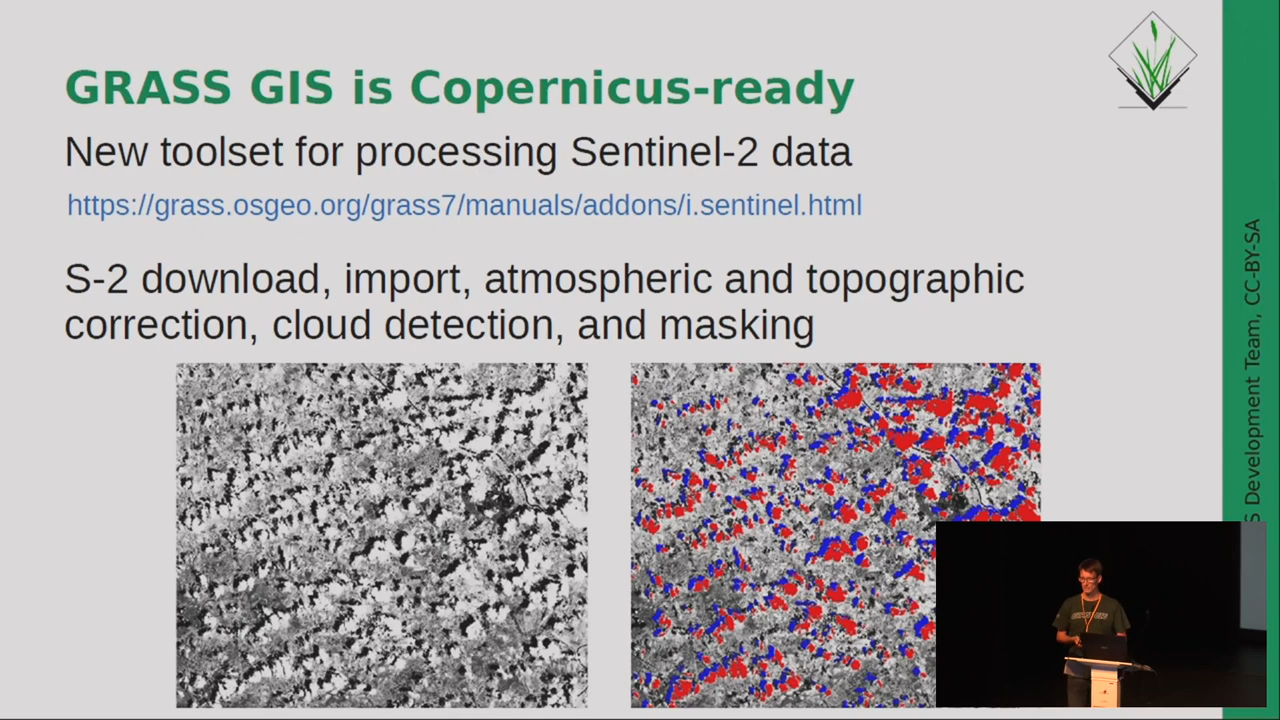 GRASS GIS is Copernicus-ready
New toolset for processing Sentinel-2 data
https://grass.osgeo.org/grass7/manuals/addons/i.sentinel.html
S-2 download, import, atmospheric and topographic
correction, cloud detection, and masking
Development Team, CC-BY-SA